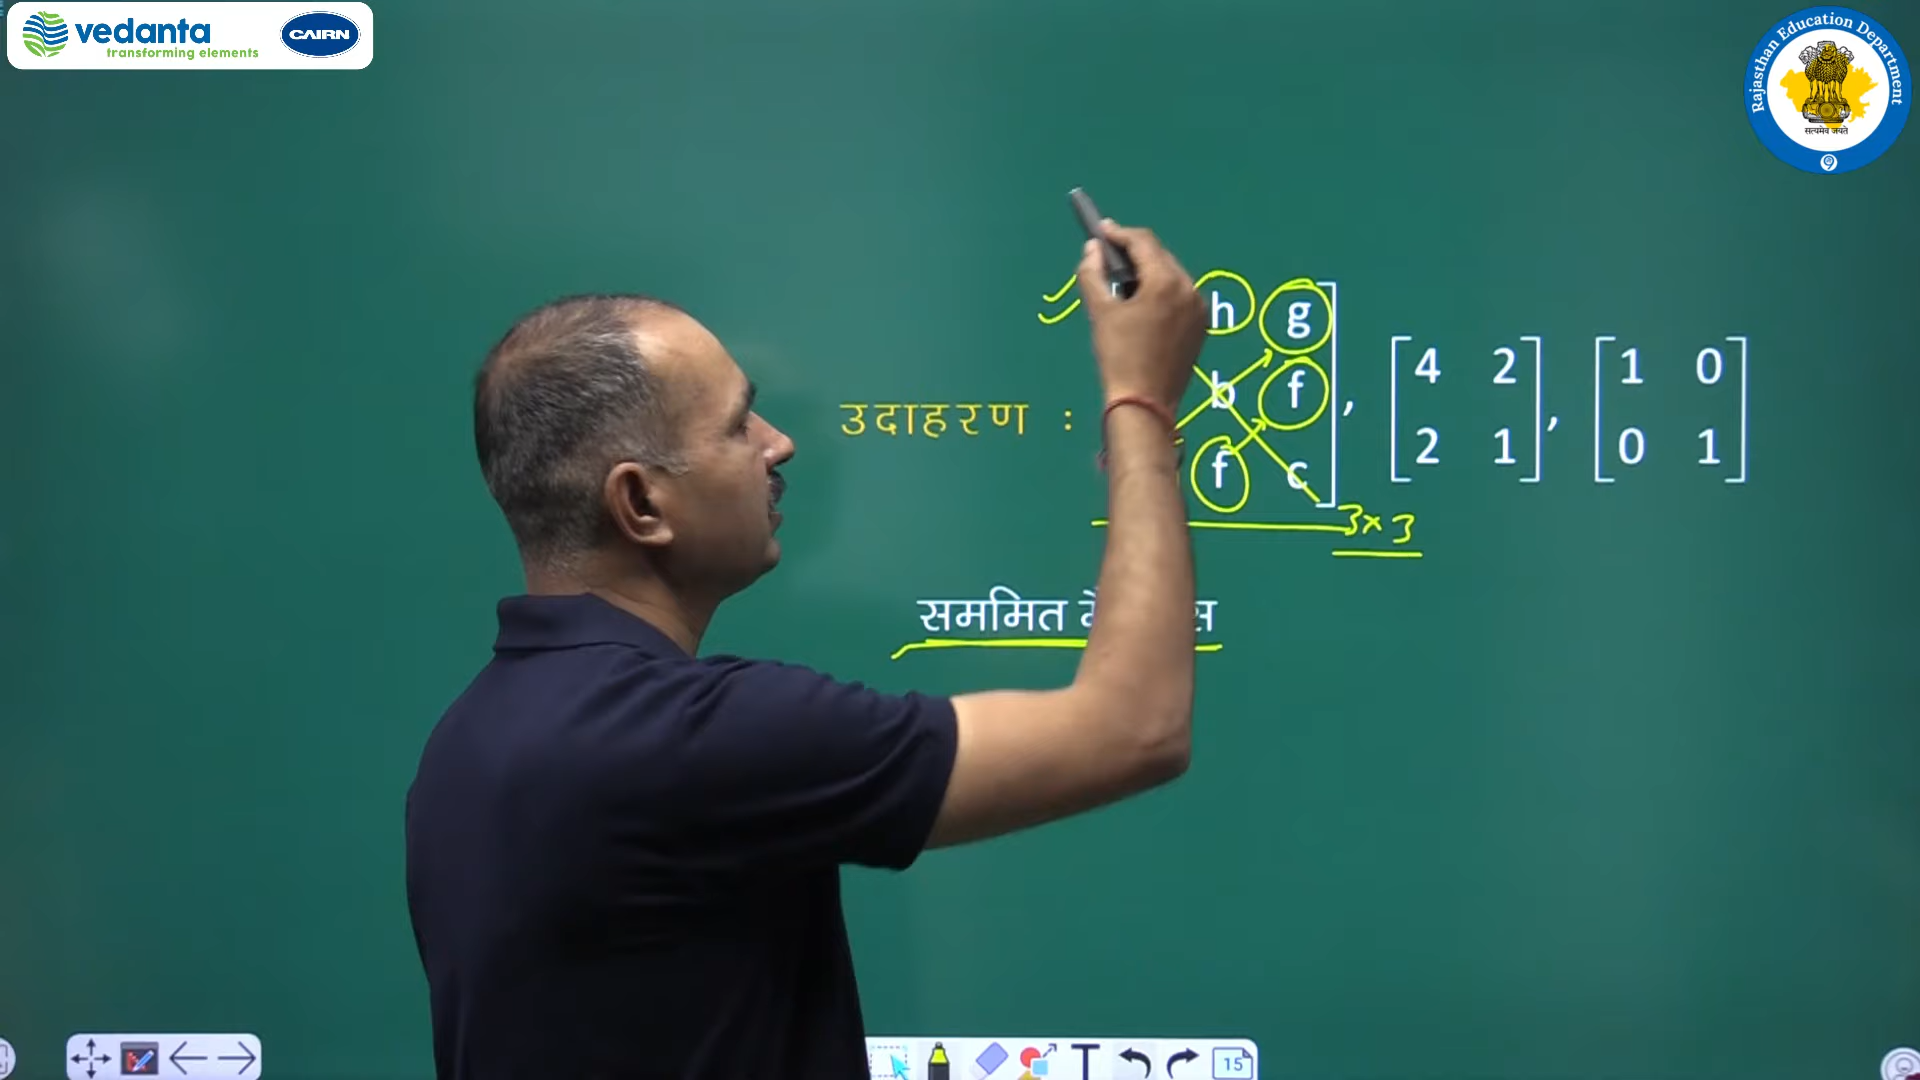 vedanta
transforming elements
CAIRN
Rajasthan Education Department
सत्यमेव जयते
h g
b f
f c
उदाहरण :
, [4 2
2 1], [1 0
0 1]
3×3
सममित
T
15